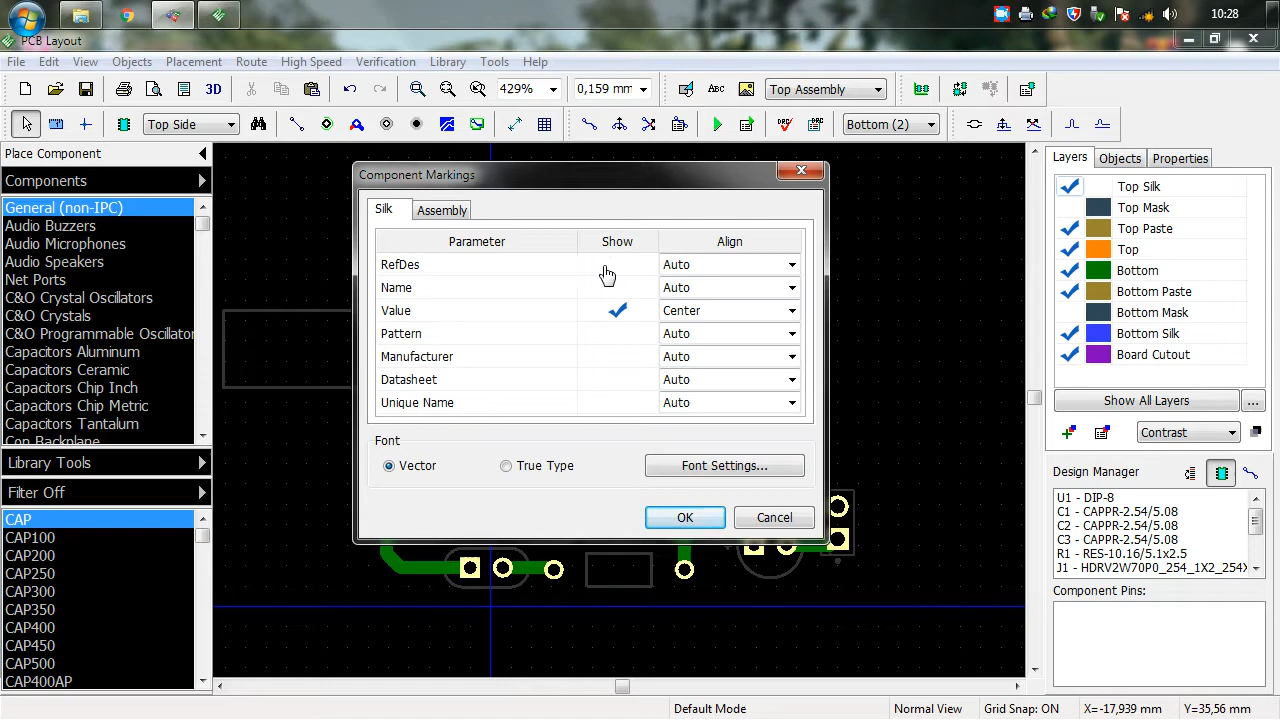 10:28
PCB Layout
File Edit View Objects Placement Route High Speed Verification Library Tools Help
3D 429% 0,159 mm ABC Top Assembly
Top Side Bottom (2)
Place Component
Components
General (non-IPC)
Audio Buzzers
Audio Microphones
Audio Speakers
Net Ports
C&O Crystal Oscillators
C&O Crystals
C&O Programmable Oscillator
Capacitors Aluminum
Capacitors Ceramic
Capacitors Chip Inch
Capacitors Chip Metric
Capacitors Tantalum
Con Backplane
Library Tools
Filter Off
CAP
CAP100
CAP200
CAP250
CAP300
CAP350
CAP400
CAP450
CAP500
CAP400AP
Component Markings
Silk Assembly
Parameter Show Align
RefDes Auto
Name Auto
Value Center
Pattern Auto
Manufacturer Auto
Datasheet Auto
Unique Name Auto
Font
Vector True Type Font Settings...
OK Cancel
Layers Objects Properties
Top Silk
Top Mask
Top Paste
Top
Bottom
Bottom Paste
Bottom Mask
Bottom Silk
Board Cutout
Show All Layers ...
Contrast
Design Manager
U1 - DIP-8
C1 - CAPPR-2.54/5.08
C2 - CAPPR-2.54/5.08
C3 - CAPPR-2.54/5.08
R1 - RES-10.16/5.1x2.5
J1 - HDRV2W70P0_254_1X2_254X
Component Pins:
Default Mode Normal View Grid Snap: ON X=-17,939 mm Y=35,56 mm